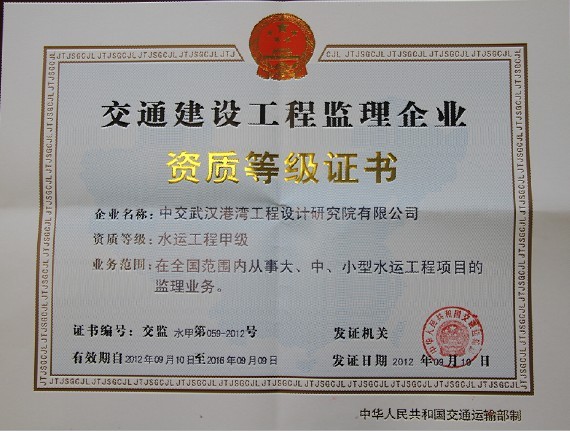 交通建设工程监理企业
资质等级证书
企业名称：中交武汉港湾工程设计研究院有限公司
资质等级：水运工程甲级
业务范围：在全国范围内从事大、中、小型水运工程项目的
监理业务。
证书编号：交监 水甲第059-2012号
发证机关
有效期自2012年09月10日至2016年09月09日
发证日期 2012 年09月10日
中华人民共和国交通运输部制